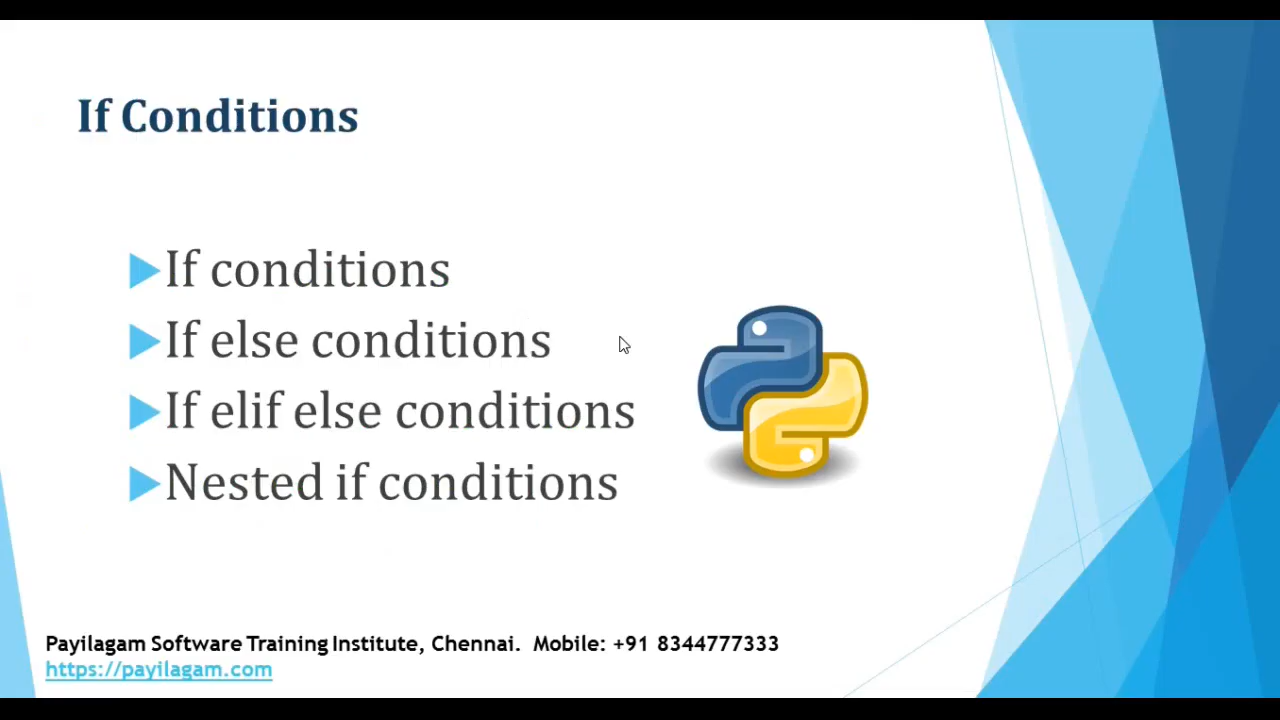 If Conditions
If conditions
If else conditions
If elif else conditions
Nested if conditions
Payilagam Software Training Institute, Chennai. Mobile: +91 8344777333
https://payilagam.com